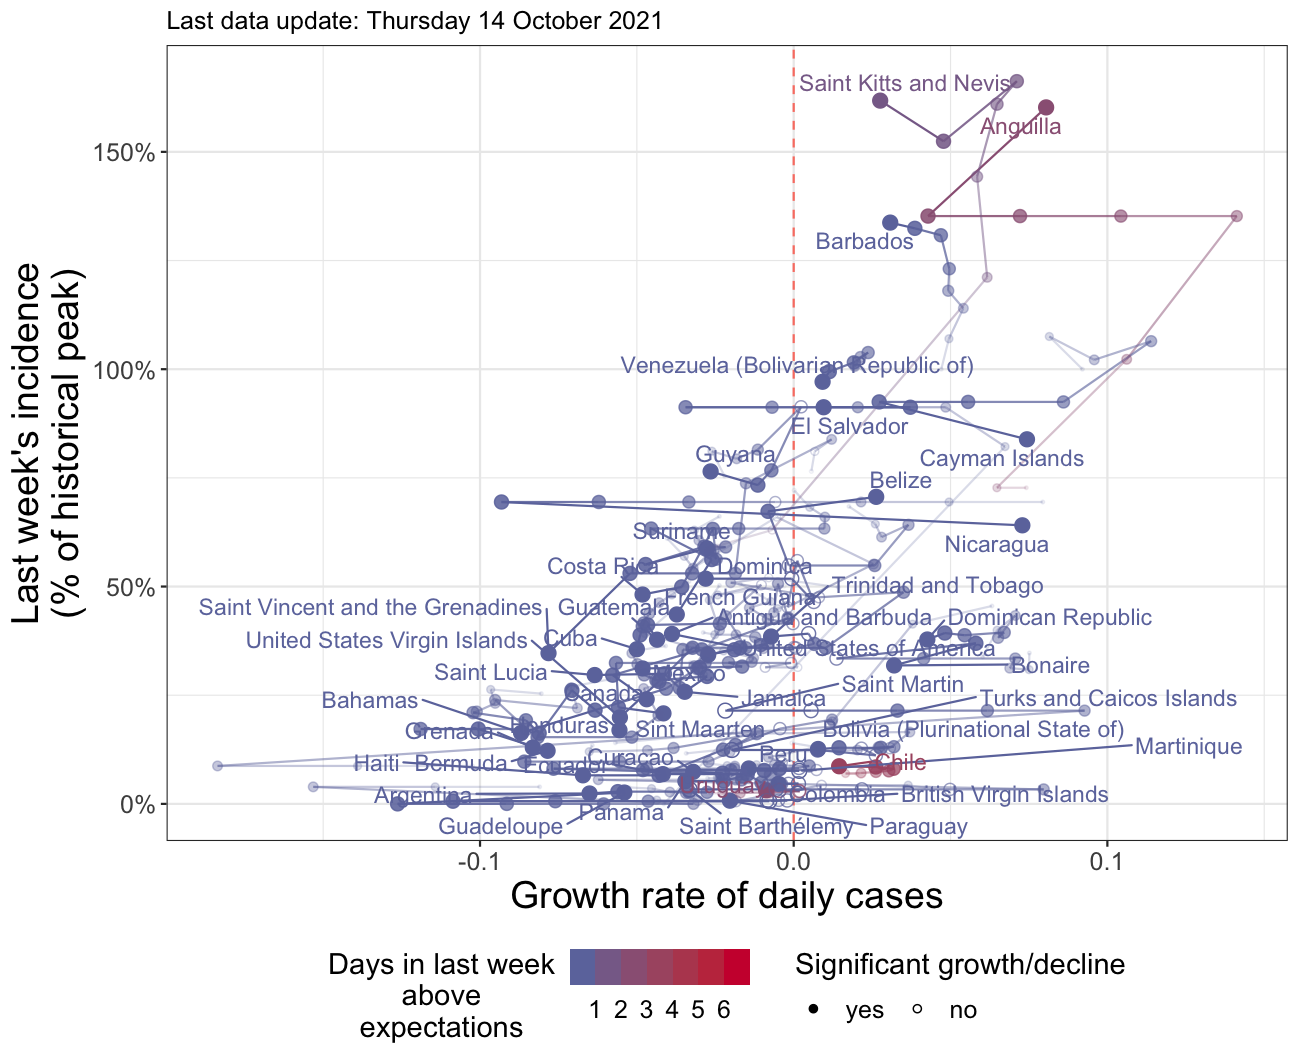 Last data update: Thursday 14 October 2021
Last week's incidence
(% of historical peak)
150%
100%
50%
0%
Saint Kitts and Nevis
Anguilla
Barbados
Venezuela (Bolivarian Republic of)
El Salvador
Guyana
Cayman Islands
Belize
Suriname
Nicaragua
Costa Rica
Dominica
Trinidad and Tobago
Saint Vincent and the Grenadines
Guatemala
French Guiana
Antigua and Barbuda
Dominican Republic
United States Virgin Islands
Cuba
United States of America
Bonaire
Saint Lucia
Mexico
Saint Martin
Canada
Jamaica
Turks and Caicos Islands
Bahamas
Grenada
Honduras
Sint Maarten
Bolivia (Plurinational State of)
Martinique
Haiti
Bermuda
Ecuador
Curacao
Peru
Chile
Uruguay
Argentina
Colombia
British Virgin Islands
Guadeloupe
Panama
Saint Barthélemy
Paraguay
-0.1
0.0
0.1
Growth rate of daily cases
Days in last week
above
expectations
1 2 3 4 5 6
Significant growth/decline
yes
no